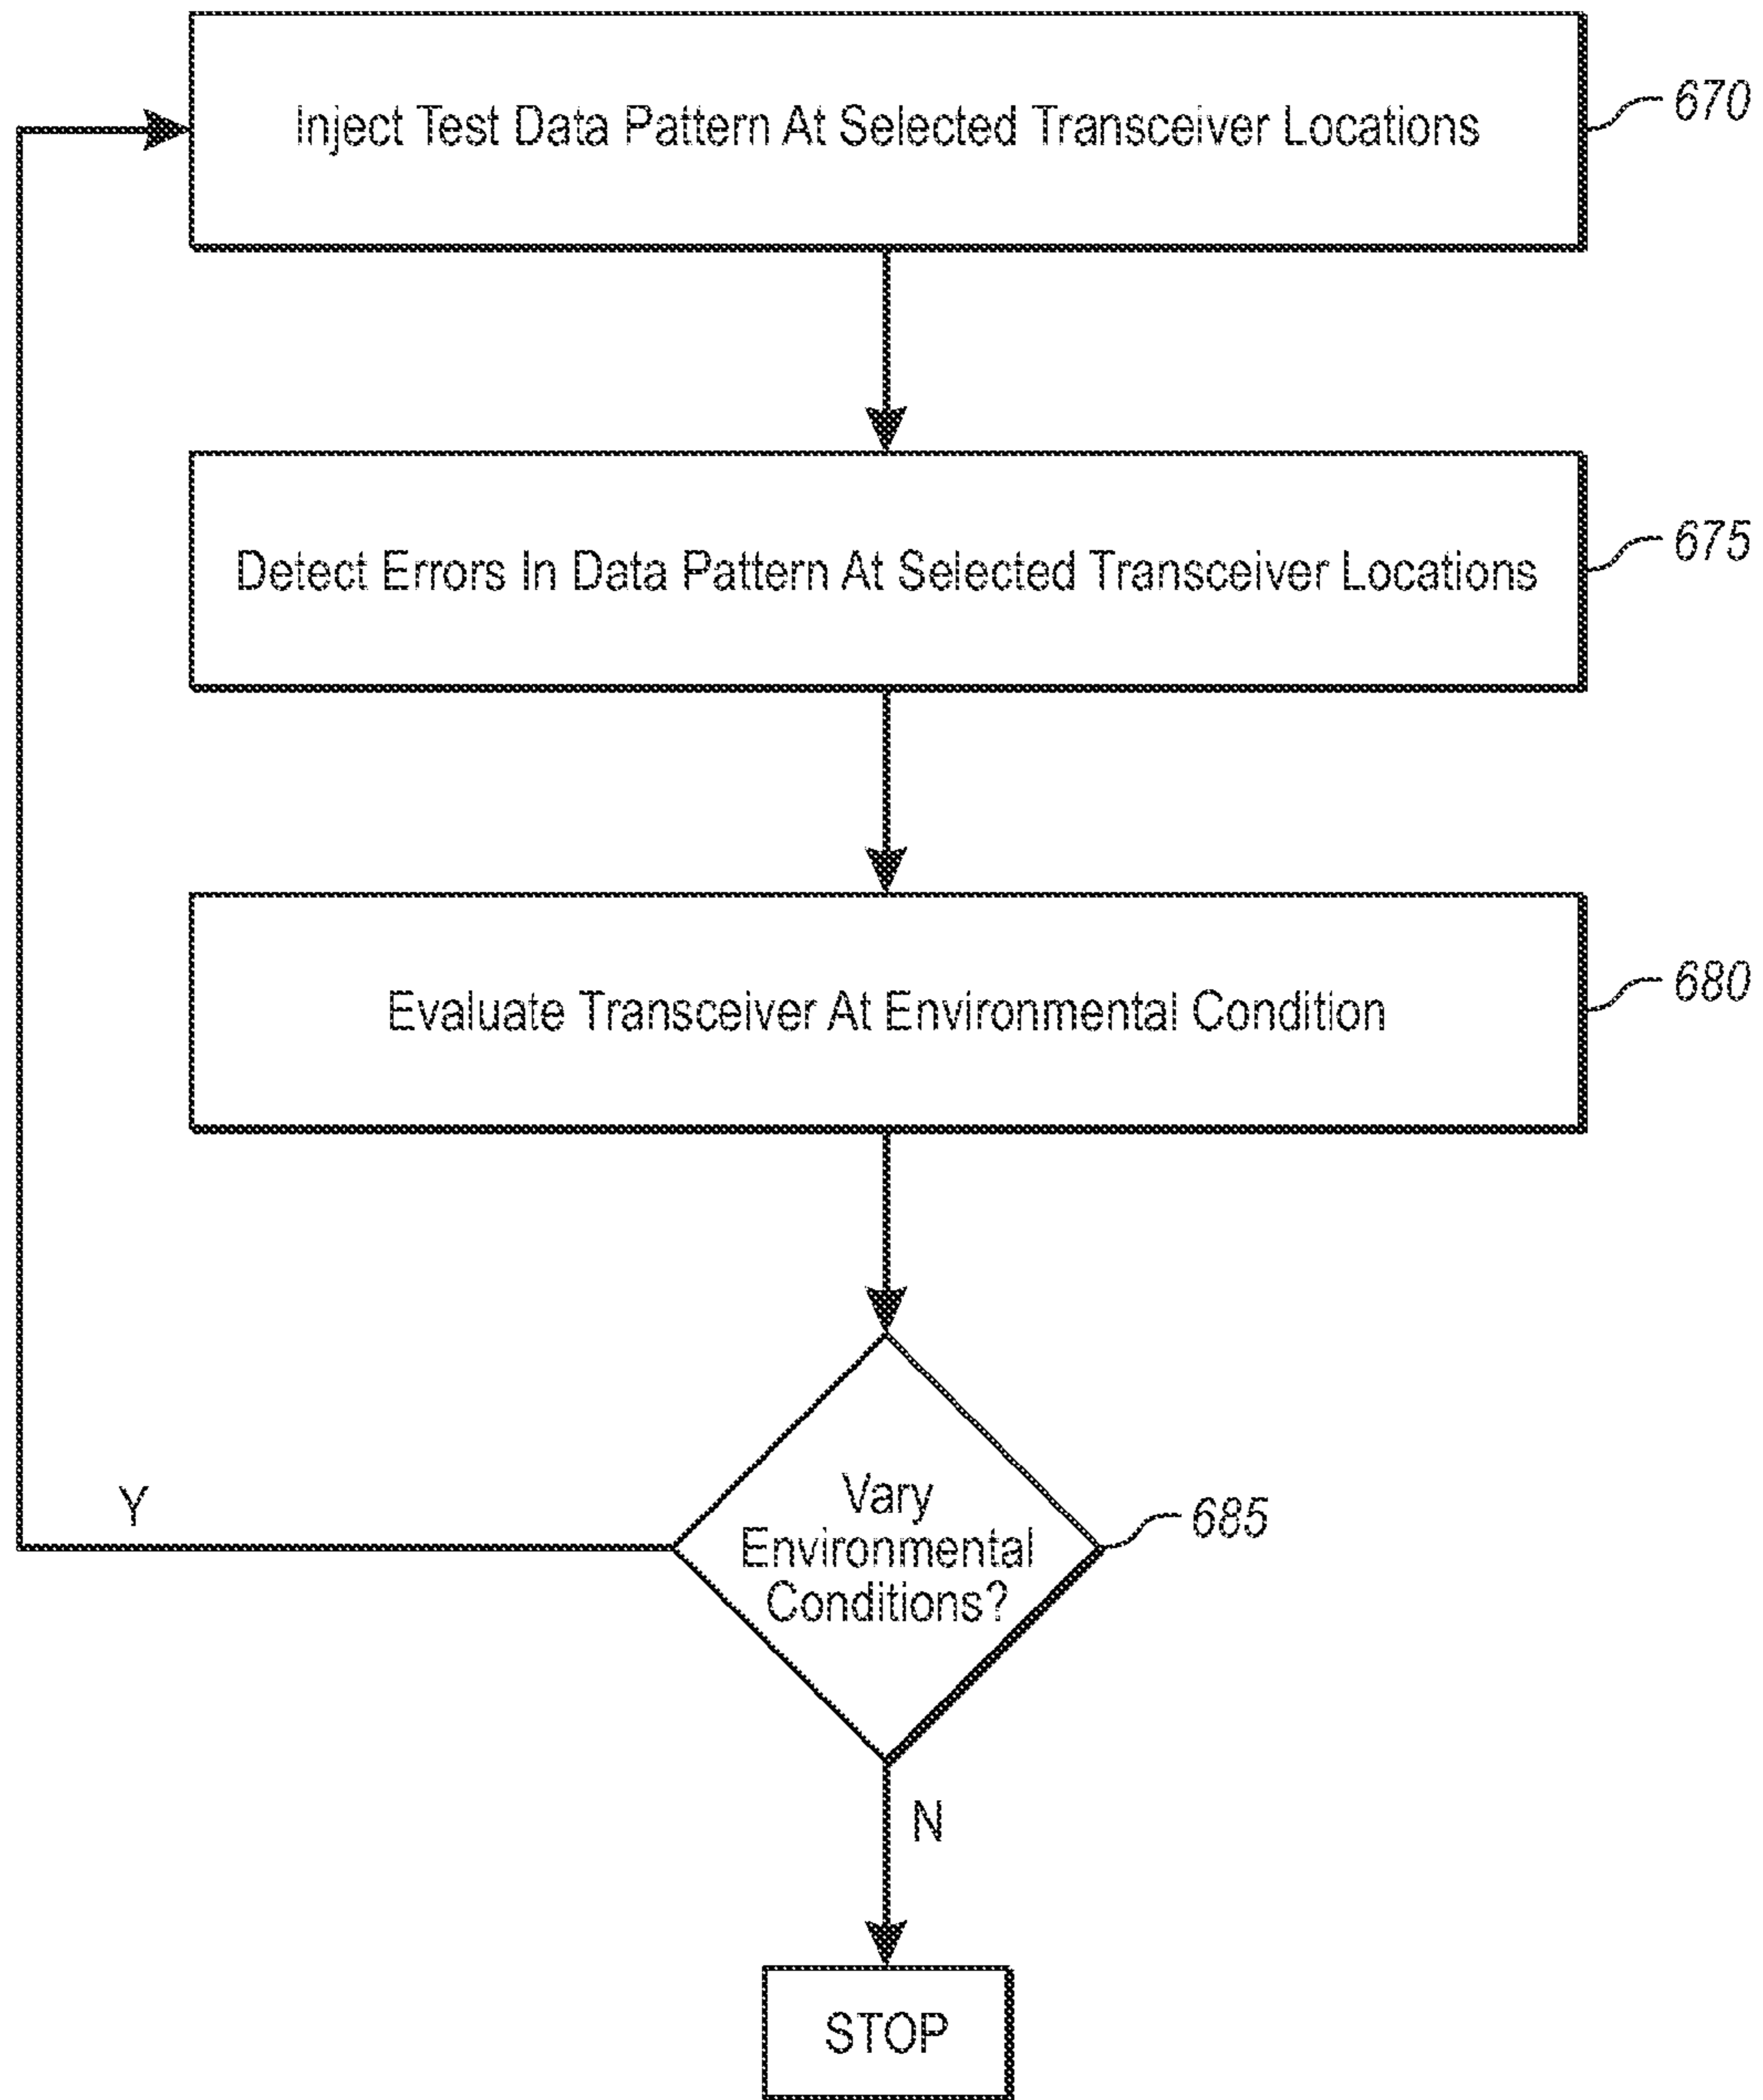 Inject Test Data Pattern At Selected Transceiver Locations
670
Detect Errors In Data Pattern At Selected Transceiver Locations
675
Evaluate Transceiver At Environmental Condition
680
Vary
Environmental
Conditions?
685
Y
N
STOP